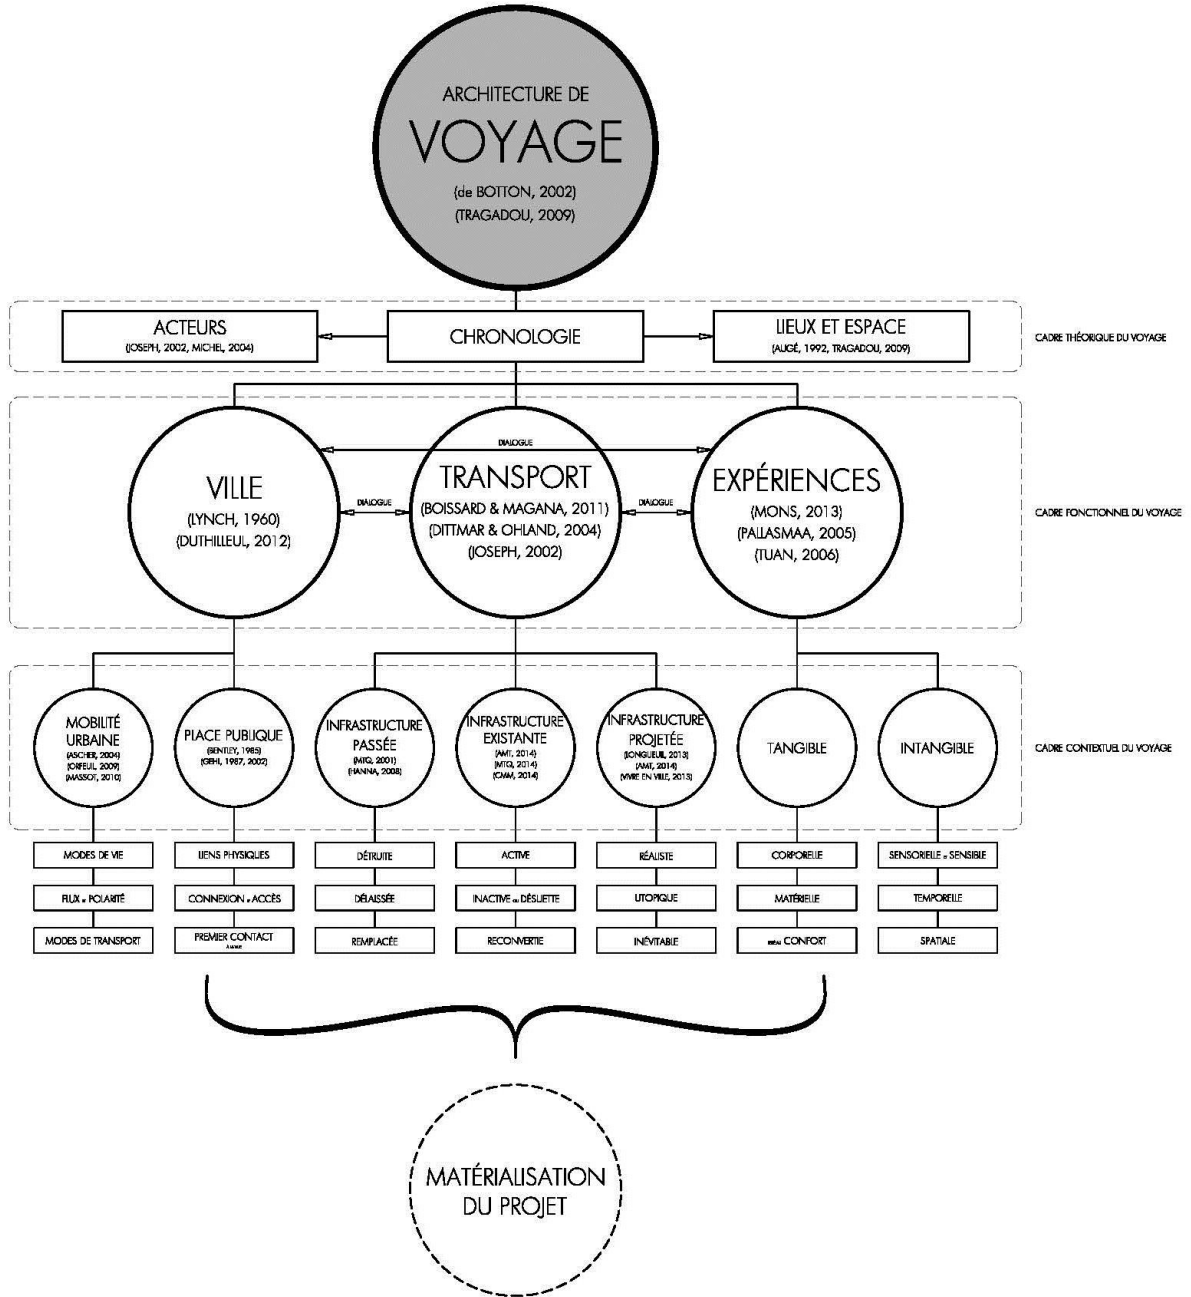 ARCHITECTURE DE
VOYAGE
(de BOTTON, 2002)
(TRAGADOU, 2009)
ACTEURS
(JOSEPH, 2002, MICHEL, 2004)
CHRONOLOGIE
LIEUX ET ESPACE
(AUGÉ, 1992, TRAGADOU, 2009)
CADRE THÉORIQUE DU VOYAGE
DIALOGUE
VILLE
(LYNCH, 1960)
(DUTHILLEUL, 2012)
DIALOGUE
TRANSPORT
(BOISSARD & MAGANA, 2011)
(DITTMAR & OHLAND, 2004)
(JOSEPH, 2002)
DIALOGUE
EXPÉRIENCES
(MONS, 2013)
(PALLASMAA, 2005)
(TUAN, 2006)
CADRE FONCTIONNEL DU VOYAGE
MOBILITÉ
URBAINE
(ASCHER, 2004)
(ORFEUIL, 2009)
(MASSOT, 2010)
PLACE PUBLIQUE
(BENTLEY, 1985)
(GEHL, 1987, 2002)
INFRASTRUCTURE
PASSÉE
(MTQ, 2001)
(HANNA, 2008)
INFRASTRUCTURE
EXISTANTE
(AMT, 2014)
(MTQ, 2014)
(CMM, 2014)
INFRASTRUCTURE
PROJETÉE
(LONGUEUIL, 2013)
(AMT, 2014)
(VIVRE EN VILLE, 2013)
TANGIBLE
INTANGIBLE
CADRE CONTEXTUEL DU VOYAGE
MODES DE VIE
LIENS PHYSIQUES
DÉTRUITE
ACTIVE
RÉALISTE
CORPORELLE
SENSORIELLE et SENSIBLE
FLUX et POLARITÉ
CONNEXION et ACCÈS
DÉLAISSÉE
INACTIVE ou DÉSUETTE
UTOPIQUE
MATÉRIELLE
TEMPORELLE
MODES DE TRANSPORT
PREMIER CONTACT
REMPLACÉE
RECONVERTIE
INÉVITABLE
CONFORT
SPATIALE
MATÉRIALISATION
DU PROJET